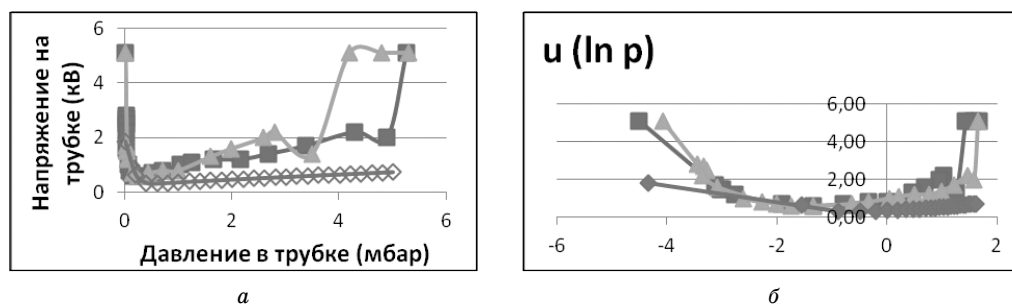 Напряжение на
трубке (кВ)
6
4
2
0
0
2
4
6
Давление в трубке (мбар)
а
u (ln p)
6,00
4,00
2,00
0,00
-6
-4
-2
0
2
б